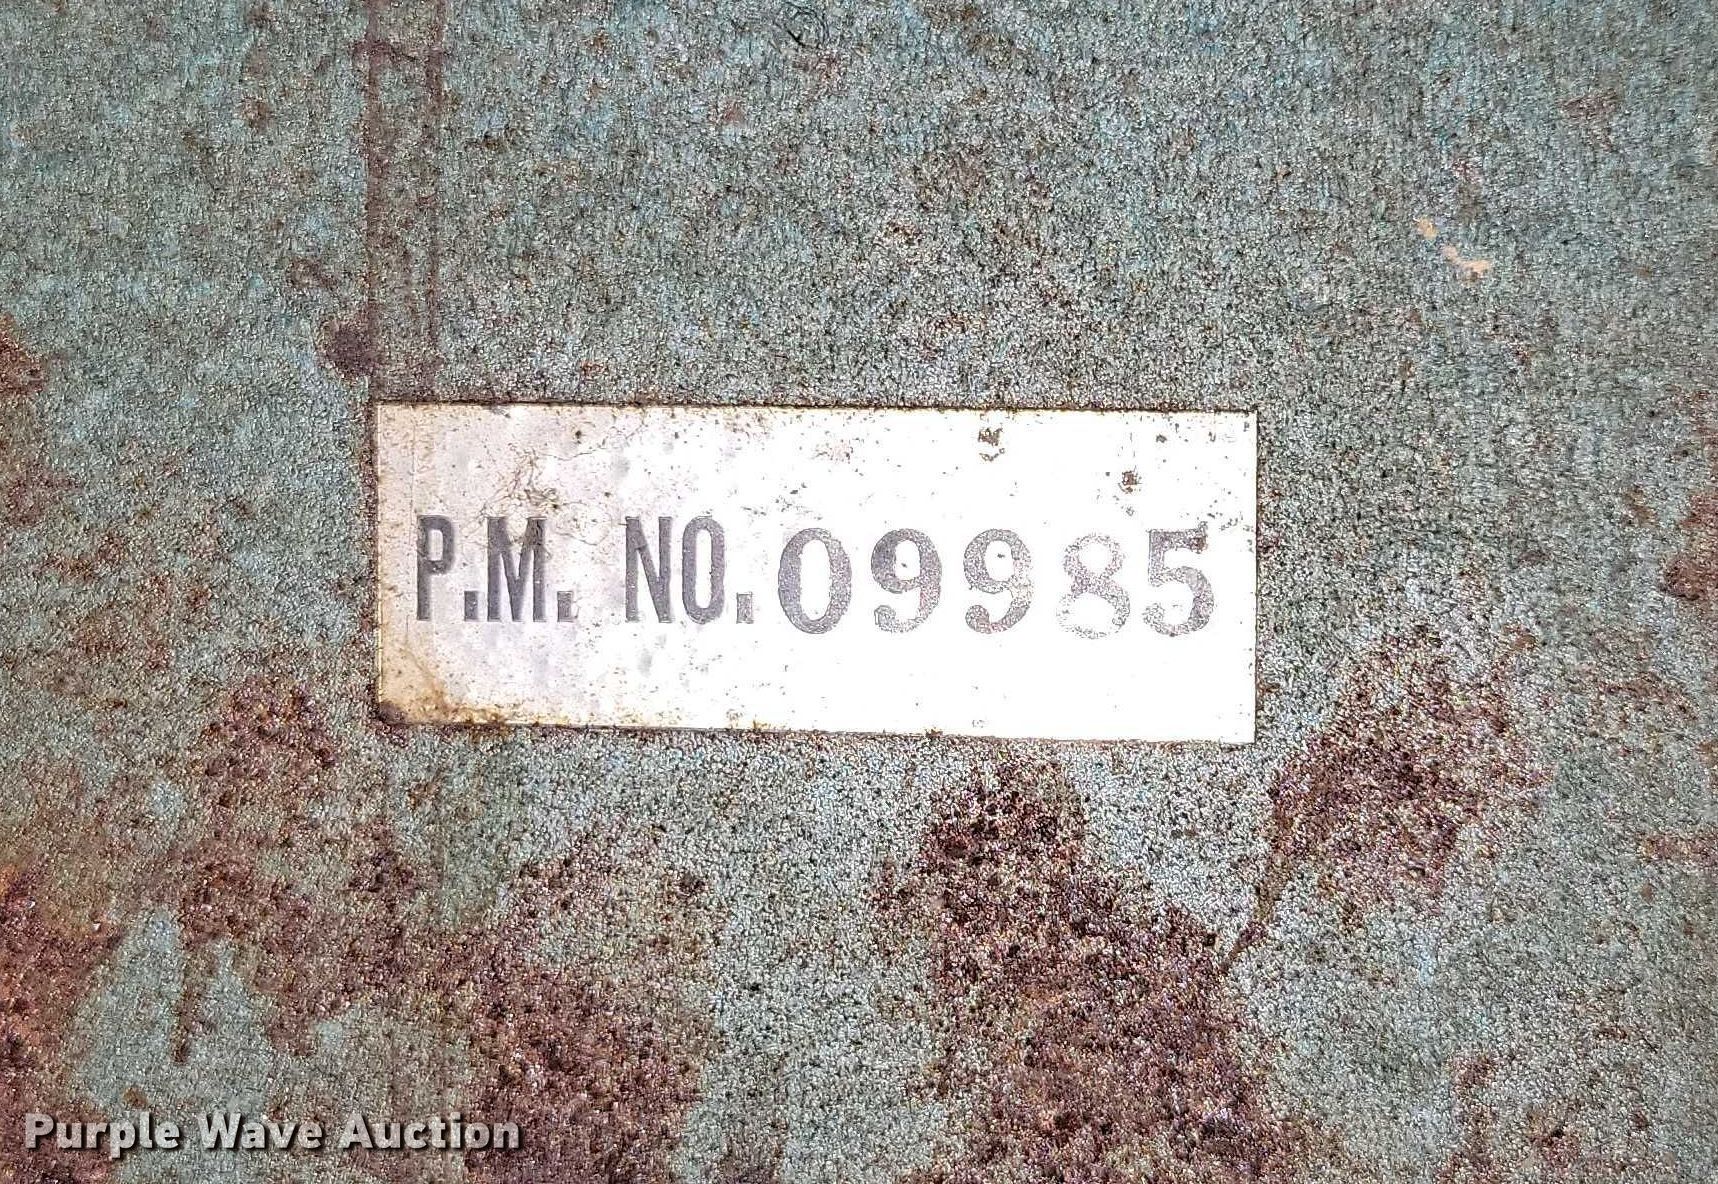 P.M. NO. 09985
Purple Wave Auction